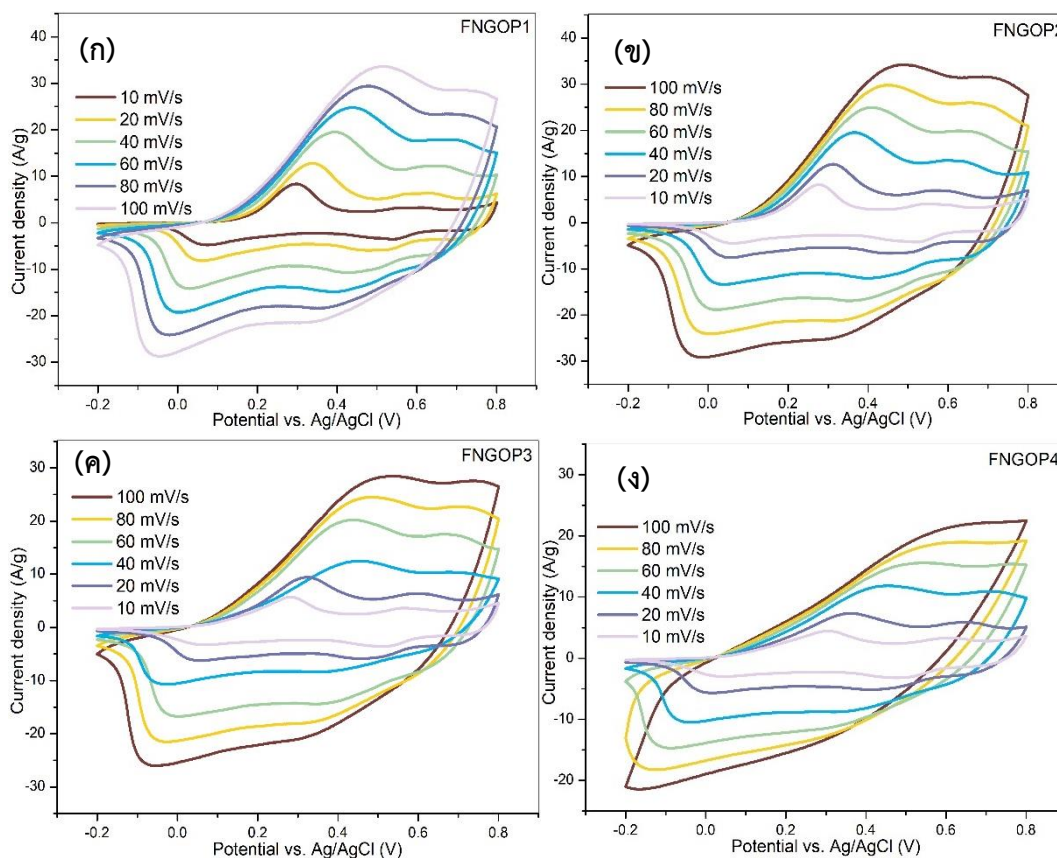 (ก)
FNGOP1
10 mV/s
20 mV/s
40 mV/s
60 mV/s
80 mV/s
100 mV/s
Current density (A/g)
40
30
20
10
0
-10
-20
-30
-0.2 0.0 0.2 0.4 0.6 0.8
Potential vs. Ag/AgCl (V)
(ข)
FNGOP2
100 mV/s
80 mV/s
60 mV/s
40 mV/s
20 mV/s
10 mV/s
Current density (A/g)
40
30
20
10
0
-10
-20
-30
-0.2 0.0 0.2 0.4 0.6 0.8
Potential vs. Ag/AgCl (V)
(ค)
FNGOP3
100 mV/s
80 mV/s
60 mV/s
40 mV/s
20 mV/s
10 mV/s
Current density (A/g)
30
20
10
0
-10
-20
-30
-0.2 0.0 0.2 0.4 0.6 0.8
Potential vs. Ag/AgCl (V)
(ง)
FNGOP4
100 mV/s
80 mV/s
60 mV/s
40 mV/s
20 mV/s
10 mV/s
Current density (A/g)
30
20
10
0
-10
-20
-0.2 0.0 0.2 0.4 0.6 0.8
Potential vs. Ag/AgCl (V)